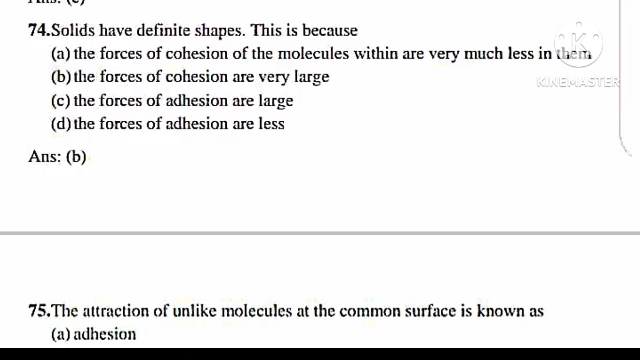 74.Solids have definite shapes. This is because
(a) the forces of cohesion of the molecules within are very much less in them
(b) the forces of cohesion are very large
(c) the forces of adhesion are large
(d) the forces of adhesion are less
Ans: (b)
KINEMASTER
75.The attraction of unlike molecules at the common surface is known as
(a) adhesion